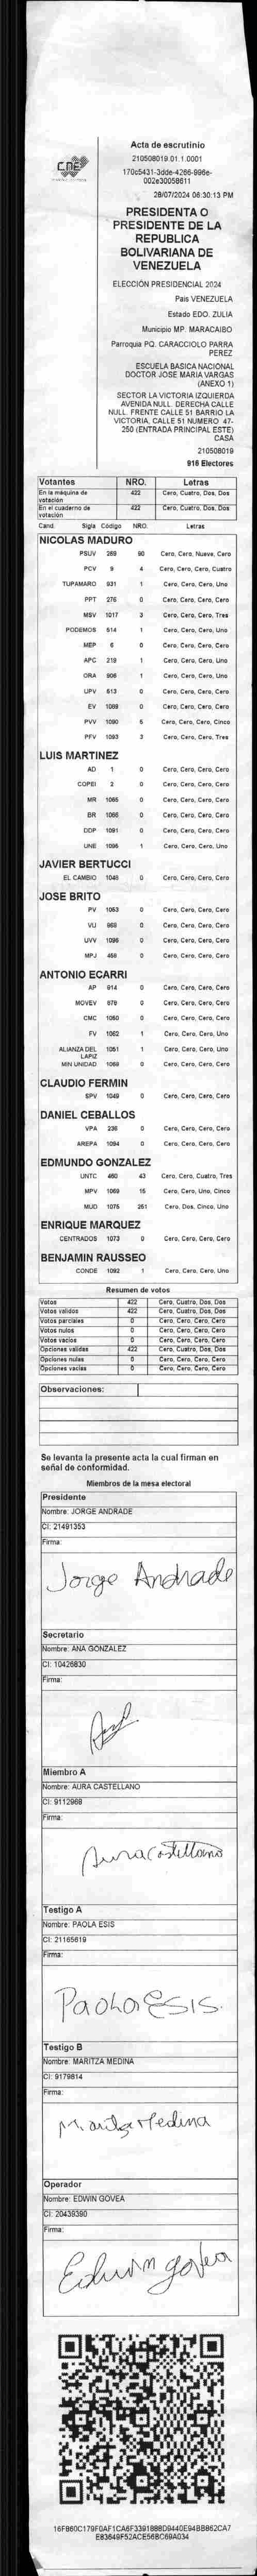 CNE
Acta de escrutinio
210508019.01.1.0001
170c5431-3dde-4266-996e-
002e30058611
28/07/2024 06:30:13 PM
PRESIDENTA O
PRESIDENTE DE LA
REPUBLICA
BOLIVARIANA DE
VENEZUELA
ELECCIÓN PRESIDENCIAL 2024
Pais VENEZUELA
Estado EDO. ZULIA
Municipio MP. MARACAIBO
Parroquia PQ. CARACCIOLO PARRA
PEREZ
ESCUELA BASICA NACIONAL
DOCTOR JOSE MARIA VARGAS
(ANEXO 1)
SECTOR LA VICTORIA IZQUIERDA
AVENIDA NULL. DERECHA CALLE
NULL. FRENTE CALLE 51 BARRIO LA
VICTORIA, CALLE 51 NUMERO 47-
250 (ENTRADA PRINCIPAL ESTE)
CASA
210508019
916 Electores
Votantes NRO. Letras
En la máquina de votación 422 Cero, Cuatro, Dos, Dos
En el cuaderno de votación 422 Cero, Cuatro, Dos, Dos
Cand. Sigla Código NRO. Letras
NICOLAS MADURO
PSUV 269 90 Cero, Cero, Nueve, Cero
PCV 9 4 Cero, Cero, Cero, Cuatro
TUPAMARO 931 1 Cero, Cero, Cero, Uno
PPT 276 0 Cero, Cero, Cero, Cero
MSV 1017 3 Cero, Cero, Cero, Tres
PODEMOS 514 1 Cero, Cero, Cero, Uno
MEP 6 0 Cero, Cero, Cero, Cero
APC 219 1 Cero, Cero, Cero, Uno
ORA 906 1 Cero, Cero, Cero, Uno
UPV 613 0 Cero, Cero, Cero, Cero
EV 1089 0 Cero, Cero, Cero, Cero
PVV 1090 5 Cero, Cero, Cero, Cinco
PFV 1093 3 Cero, Cero, Cero, Tres
LUIS MARTINEZ
AD 1 0 Cero, Cero, Cero, Cero
COPEI 2 0 Cero, Cero, Cero, Cero
MR 1065 0 Cero, Cero, Cero, Cero
BR 1066 0 Cero, Cero, Cero, Cero
DDP 1091 0 Cero, Cero, Cero, Cero
UNE 1095 1 Cero, Cero, Cero, Uno
JAVIER BERTUCCI
EL CAMBIO 1048 0 Cero, Cero, Cero, Cero
JOSE BRITO
PV 1053 0 Cero, Cero, Cero, Cero
VU 968 0 Cero, Cero, Cero, Cero
UVV 1096 0 Cero, Cero, Cero, Cero
MPJ 458 0 Cero, Cero, Cero, Cero
ANTONIO ECARRI
AP 914 0 Cero, Cero, Cero, Cero
MOVEV 679 0 Cero, Cero, Cero, Cero
CMC 1050 0 Cero, Cero, Cero, Cero
FV 1062 1 Cero, Cero, Cero, Uno
ALIANZA DEL LAPIZ 1051 1 Cero, Cero, Cero, Uno
MIN UNIDAD 1069 0 Cero, Cero, Cero, Cero
CLAUDIO FERMIN
SPV 1049 0 Cero, Cero, Cero, Cero
DANIEL CEBALLOS
VPA 236 0 Cero, Cero, Cero, Cero
AREPA 1094 0 Cero, Cero, Cero, Cero
EDMUNDO GONZALEZ
UNTC 460 43 Cero, Cero, Cuatro, Tres
MPV 1069 15 Cero, Cero, Uno, Cinco
MUD 1075 251 Cero, Dos, Cinco, Uno
ENRIQUE MARQUEZ
CENTRADOS 1073 0 Cero, Cero, Cero, Cero
BENJAMIN RAUSSEO
CONDE 1092 1 Cero, Cero, Cero, Uno
Resumen de votos
Votos 422 Cero, Cuatro, Dos, Dos
Votos validos 422 Cero, Cuatro, Dos, Dos
Votos parciales 0 Cero, Cero, Cero, Cero
Votos nulos 0 Cero, Cero, Cero, Cero
Votos vacios 0 Cero, Cero, Cero, Cero
Opciones validas 422 Cero, Cuatro, Dos, Dos
Opciones nulas 0 Cero, Cero, Cero, Cero
Opciones vacias 0 Cero, Cero, Cero, Cero
Observaciones:
Se levanta la presente acta la cual firman en
señal de conformidad.
Miembros de la mesa electoral
Presidente
Nombre: JORGE ANDRADE
CI: 21491353
Firma:
Jorge Andrade
Secretario
Nombre: ANA GONZALEZ
CI: 10426830
Firma:
Miembro A
Nombre: AURA CASTELLANO
CI: 9112968
Firma:
Aura Castellano
Testigo A
Nombre: PAOLA ESIS
CI: 21165619
Firma:
Paola ESIS.
Testigo B
Nombre: MARITZA MEDINA
CI: 9179814
Firma:
Maritza Medina
Operador
Nombre: EDWIN GOVEA
CI: 20439390
Firma:
Edwin govea
16F860C179F0AF1CA6F3391888D9440E94BB862CA7
E83649F52ACE56BC69A034